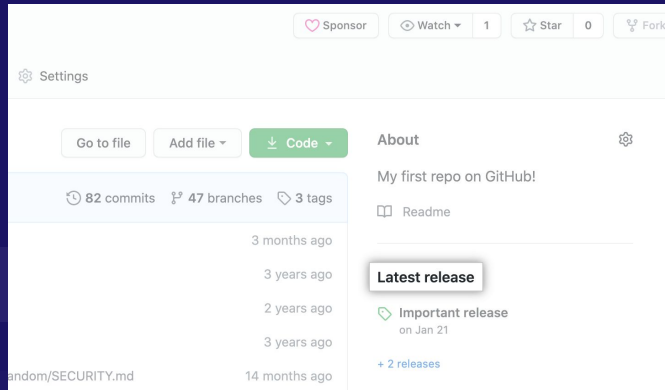 Sponsor Watch 1 Star 0 Fork
Settings
Go to file Add file Code
About
My first repo on GitHub!
82 commits 47 branches 3 tags
Readme
3 months ago
3 years ago
Latest release
2 years ago
Important release
on Jan 21
3 years ago
+ 2 releases
andom/SECURITY.md 14 months ago